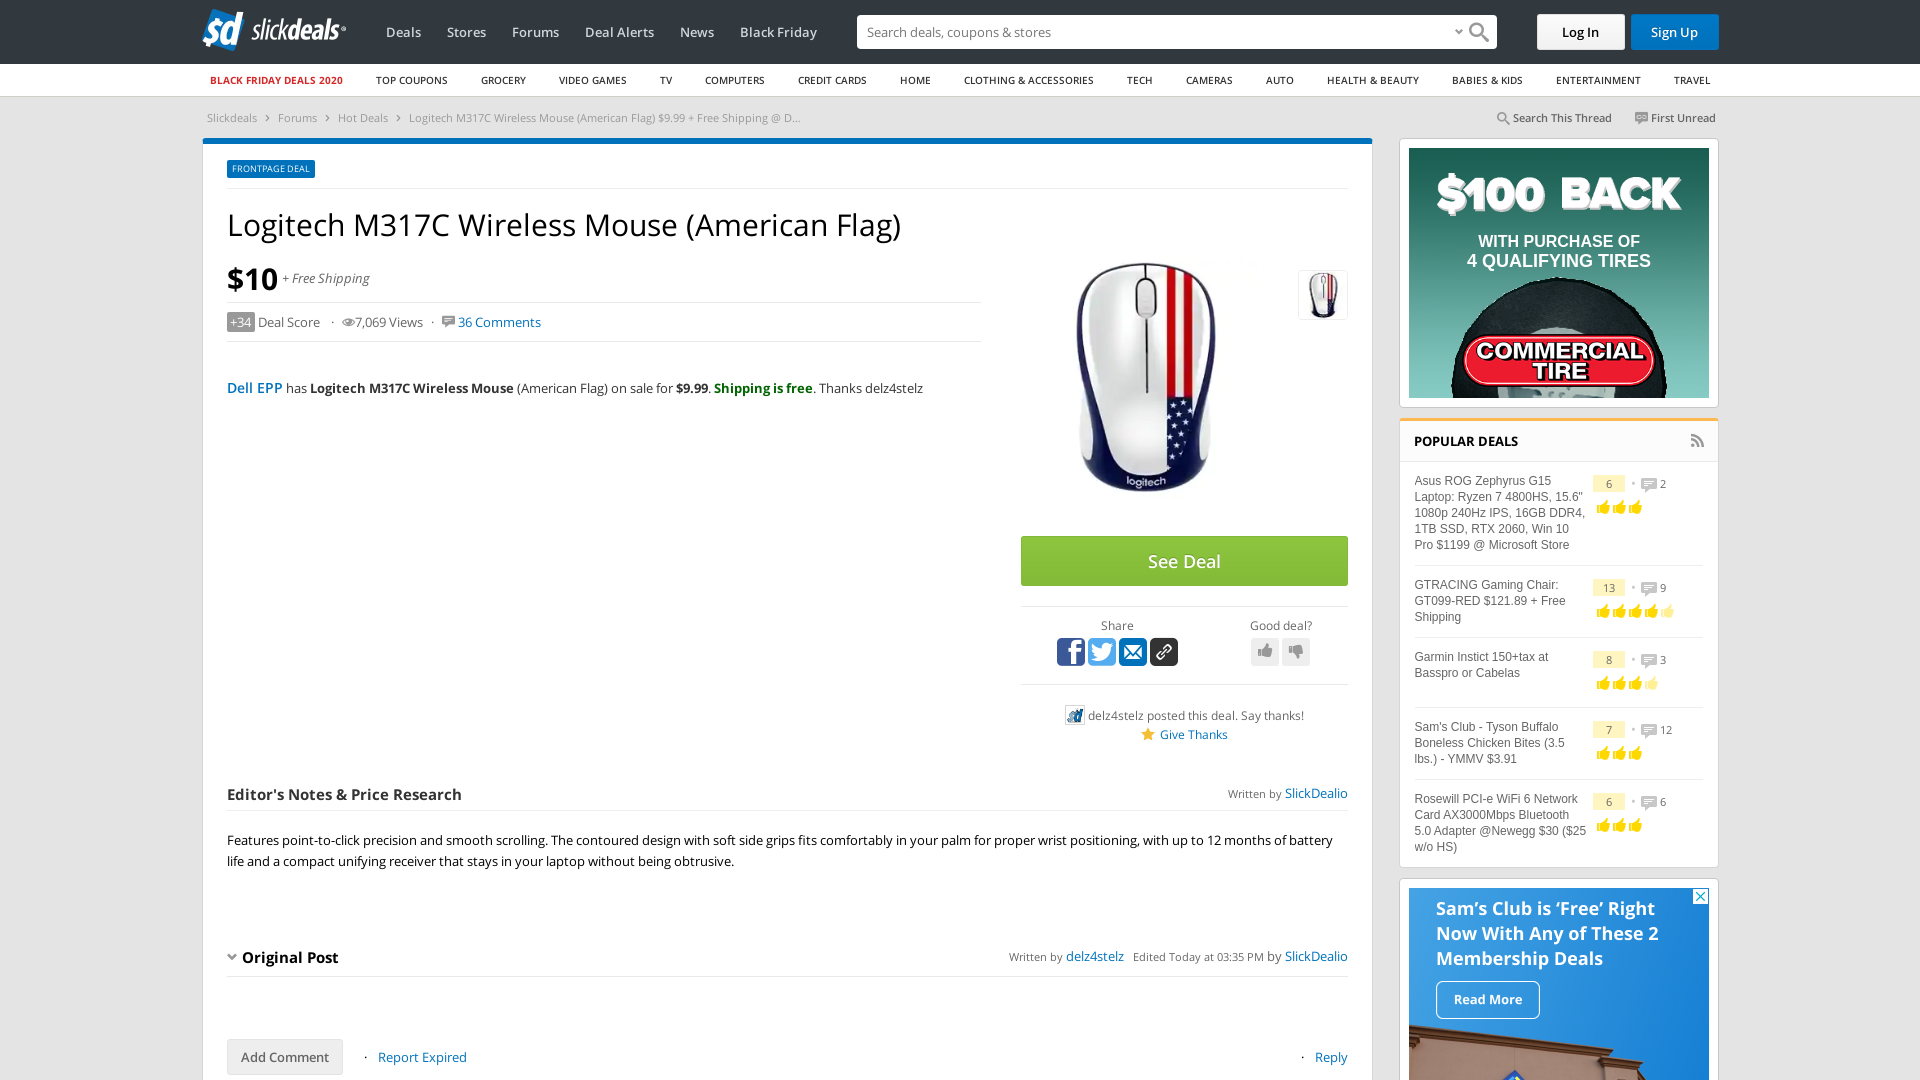 sd slickdeals
Deals Stores Forums Deal Alerts News Black Friday
Search deals, coupons & shopping
Log In
Sign Up
BLACK FRIDAY DEALS 2020 TOP COUPONS GROCERY VIDEO GAMES TV COMPUTERS CREDIT CARDS HOME CLOTHING & ACCESSORIES TECH CAMERAS AUTO HEALTH & BEAUTY BABIES & KIDS ENTERTAINMENT TRAVEL
Slickdeals › Forums › Hot Deals › Logitech M317C Wireless Mouse (American Flag) $9.99 + Free Shipping @ D...
Search This Thread First Unread
FRONTPAGE DEAL
Logitech M317C Wireless Mouse (American Flag)
$10 + Free Shipping
+34 Deal Score · 7,069 Views · 36 Comments
Dell EPP has Logitech M317C Wireless Mouse (American Flag) on sale for $9.99. Shipping is free. Thanks delz4stelz
logitech
See Deal
Share
Good deal?
delz4stelz posted this deal. Say thanks!
Give Thanks
Editor's Notes & Price Research
Written by SlickDealio
Features point-to-click precision and smooth scrolling. The contoured design with soft side grips fits comfortably in your palm for proper wrist positioning, with up to 12 months of battery
life and a compact unifying receiver that stays in your laptop without being obtrusive.
Original Post
Written by delz4stelz Edited Today at 03:35 PM by SlickDealio
Add Comment · Report Expired
· Reply
$100 BACK
WITH PURCHASE OF
4 QUALIFYING TIRES
COMMERCIAL
TIRE
POPULAR DEALS
Asus ROG Zephyrus G15
Laptop: Ryzen 7 4800HS, 15.6"
1080p 240Hz IPS, 16GB DDR4,
1TB SSD, RTX 2060, Win 10
Pro $1199 @ Microsoft Store
6 • 2
GTRACING Gaming Chair:
GT099-RED $121.89 + Free
Shipping
13 • 9
Garmin Instict 150+tax at
Basspro or Cabelas
8 • 3
Sam's Club - Tyson Buffalo
Boneless Chicken Bites (3.5
lbs.) - YMMV $3.91
7 • 12
Rosewill PCI-e WiFi 6 Network
Card AX3000Mbps Bluetooth
5.0 Adapter @Newegg $30 ($25
w/o HS)
6 • 6
Sam's Club is 'Free' Right
Now With Any of These 2
Membership Deals
Read More